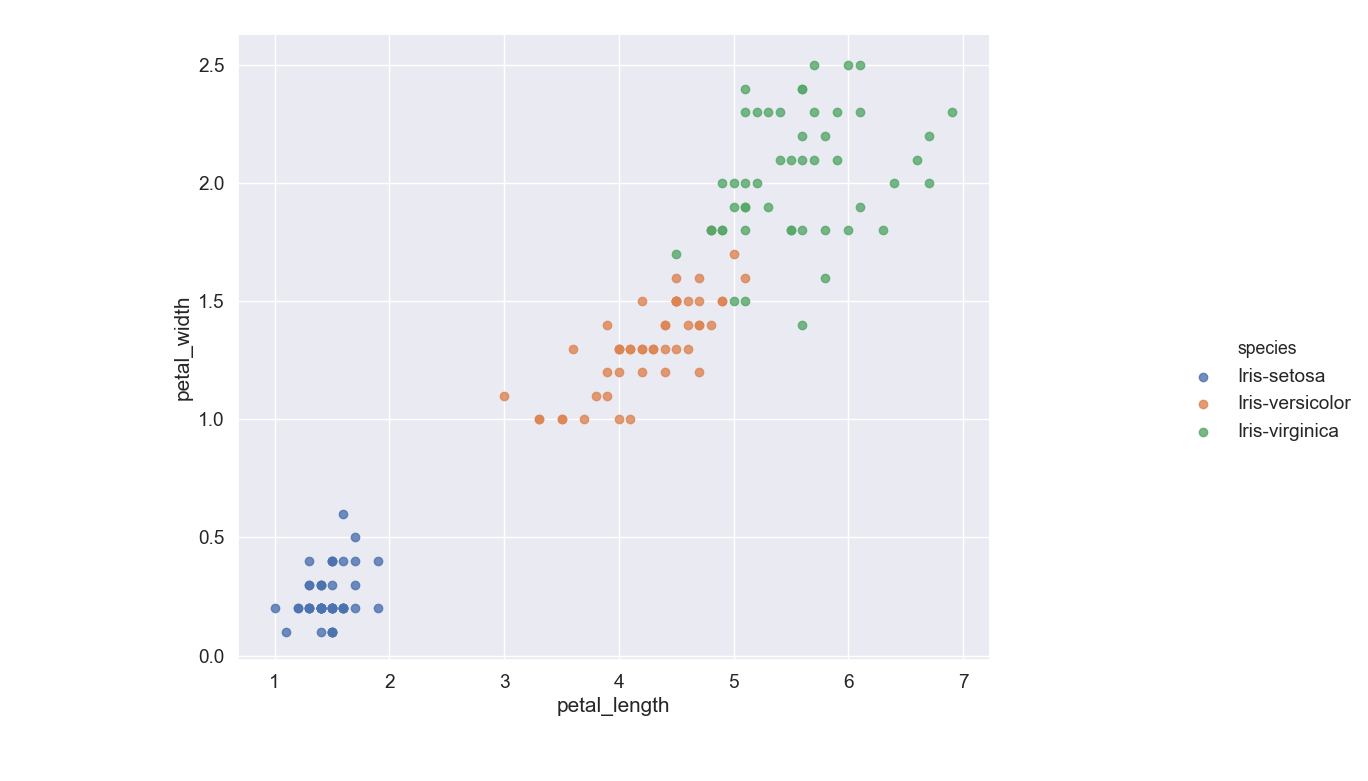 2.5
2.0
1.5
1.0
0.5
0.0
petal_width
1 2 3 4 5 6 7
petal_length
species
Iris-setosa
Iris-versicolor
Iris-virginica